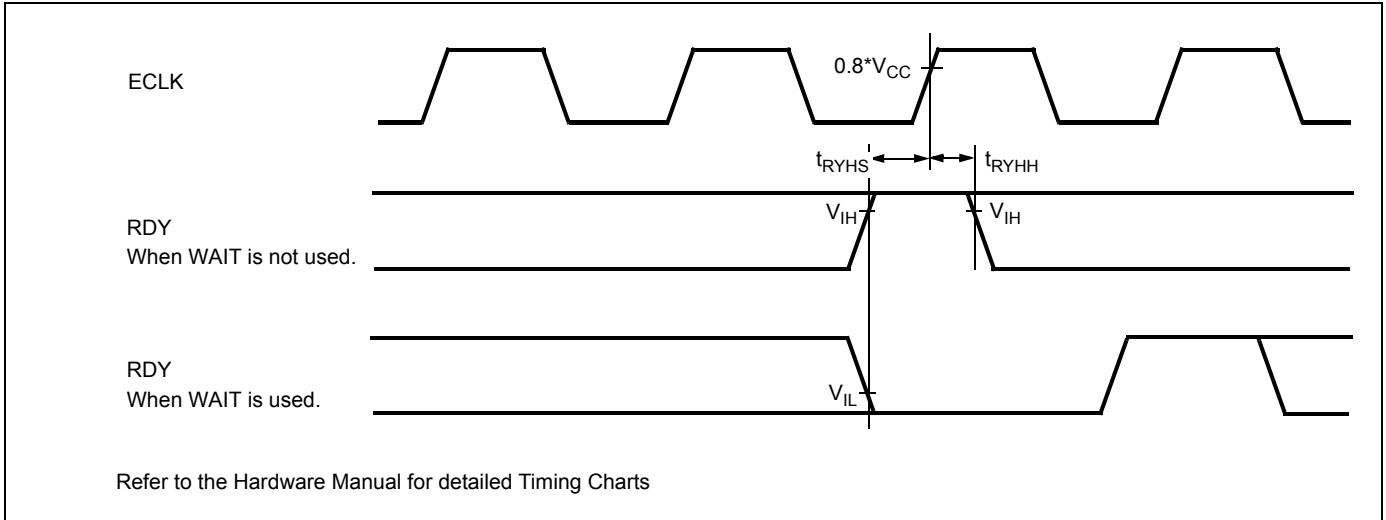 ECLK
0.8*VCC
tRYHS
tRYHH
RDY
When WAIT is not used.
VIH
VIH
RDY
When WAIT is used.
VIL
Refer to the Hardware Manual for detailed Timing Charts